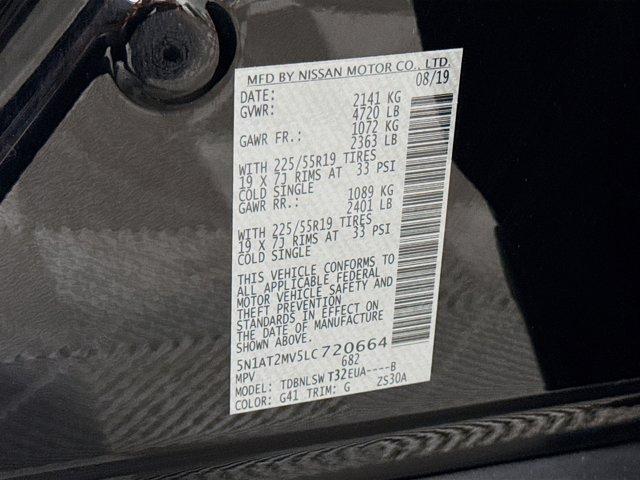 MFD BY NISSAN MOTOR CO., LTD.
DATE: 08/19
GVWR: 2141 KG
4720 LB
GAWR FR.: 1072 KG
2363 LB
WITH 225/55R19 TIRES
19 X 7J RIMS AT 33 PSI
COLD SINGLE
GAWR RR.: 1089 KG
2401 LB
WITH 225/55R19 TIRES
19 X 7J RIMS AT 33 PSI
COLD SINGLE
THIS VEHICLE CONFORMS TO
ALL APPLICABLE FEDERAL
MOTOR VEHICLE SAFETY AND
THEFT PREVENTION
STANDARDS IN EFFECT ON
THE DATE OF MANUFACTURE
SHOWN ABOVE.
5N1AT2MV5LC720664
MPV 682
MODEL: TDBNLSW T32EUA----B
COLOR: G41 TRIM: G ZS30A